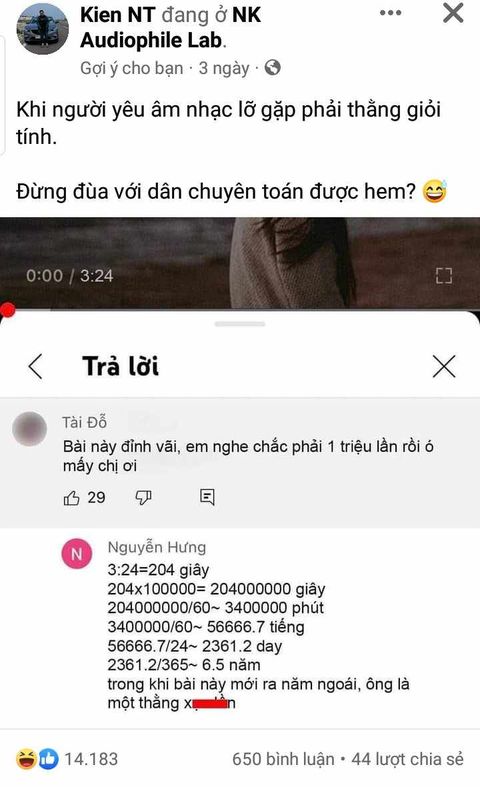 Kien NT đang ở NK
Audiophile Lab.
Gợi ý cho bạn · 3 ngày ·
Khi người yêu âm nhạc lỡ gặp phải thằng giỏi
tính.
Đừng đùa với dân chuyên toán được hem? 😅
0:00 / 3:24
Trả lời
Tài Đỗ
Bài này đỉnh vãi, em nghe chắc phải 1 triệu lần rồi ó
mấy chị ơi
29
N
Nguyễn Hưng
3:24=204 giây
204x100000= 204000000 giây
204000000/60~ 3400000 phút
3400000/60~ 56666.7 tiếng
56666.7/24~ 2361.2 day
2361.2/365~ 6.5 năm
trong khi bài này mới ra năm ngoái, ông là
một thằng
14.183
650 bình luận • 44 lượt chia sẻ